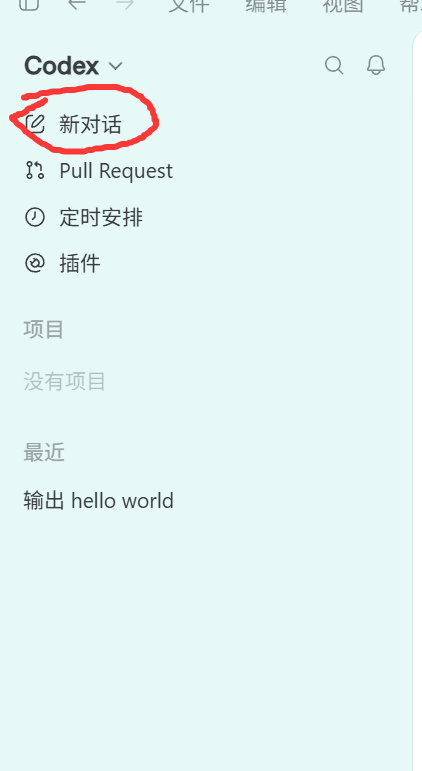 文件 编辑 视图
Codex
新对话
Pull Request
定时安排
插件
项目
没有项目
最近
输出 hello world